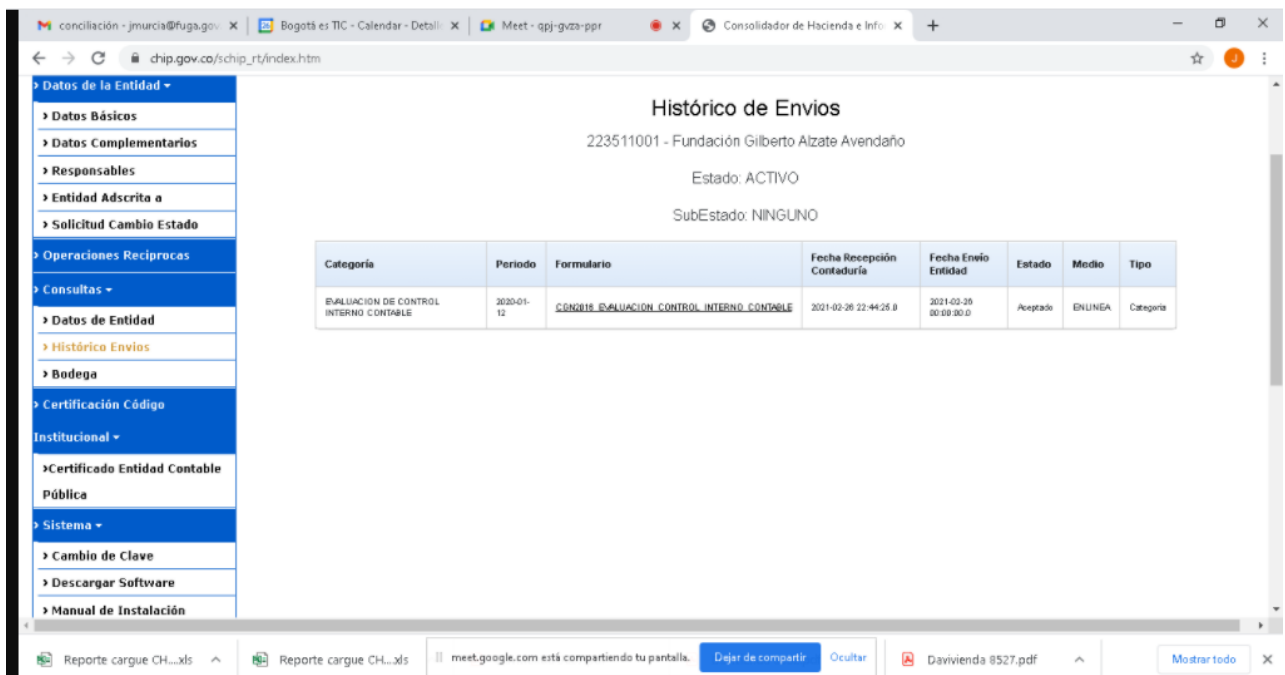 conciliación - jmurcia@fuga.gov
Bogotá es TIC - Calendar - Detall
Meet - qpj-gvza-ppr
Consolidador de Hacienda e Info
chip.gov.co/schip_rt/index.htm
J
› Datos de la Entidad
› Datos Básicos
› Datos Complementarios
› Responsables
› Entidad Adscrita a
› Solicitud Cambio Estado
› Operaciones Reciprocas
› Consultas
› Datos de Entidad
› Histórico Envios
› Bodega
› Certificación Código
Institucional
›Certificado Entidad Contable
Pública
› Sistema
› Cambio de Clave
› Descargar Software
› Manual de Instalación
Histórico de Envios
223511001 - Fundación Gilberto Alzate Avendaño
Estado: ACTIVO
SubEstado: NINGUNO
Categoría Periodo Formulario Fecha Recepción Contaduría Fecha Envío Entidad Estado Medio Tipo
EVALUACION DE CONTROL INTERNO CONTABLE 2020-01-12 CGN2016_EVALUACION_CONTROL_INTERNO_CONTABLE 2021-02-26 22:44:25.0 2021-02-26 00:00:00.0 Aceptado ENLINEA Categoria
Reporte cargue CH....xls
Reporte cargue CH....xls
meet.google.com está compartiendo tu pantalla.
Dejar de compartir
Ocultar
Davivienda 8527.pdf
Mostrar todo